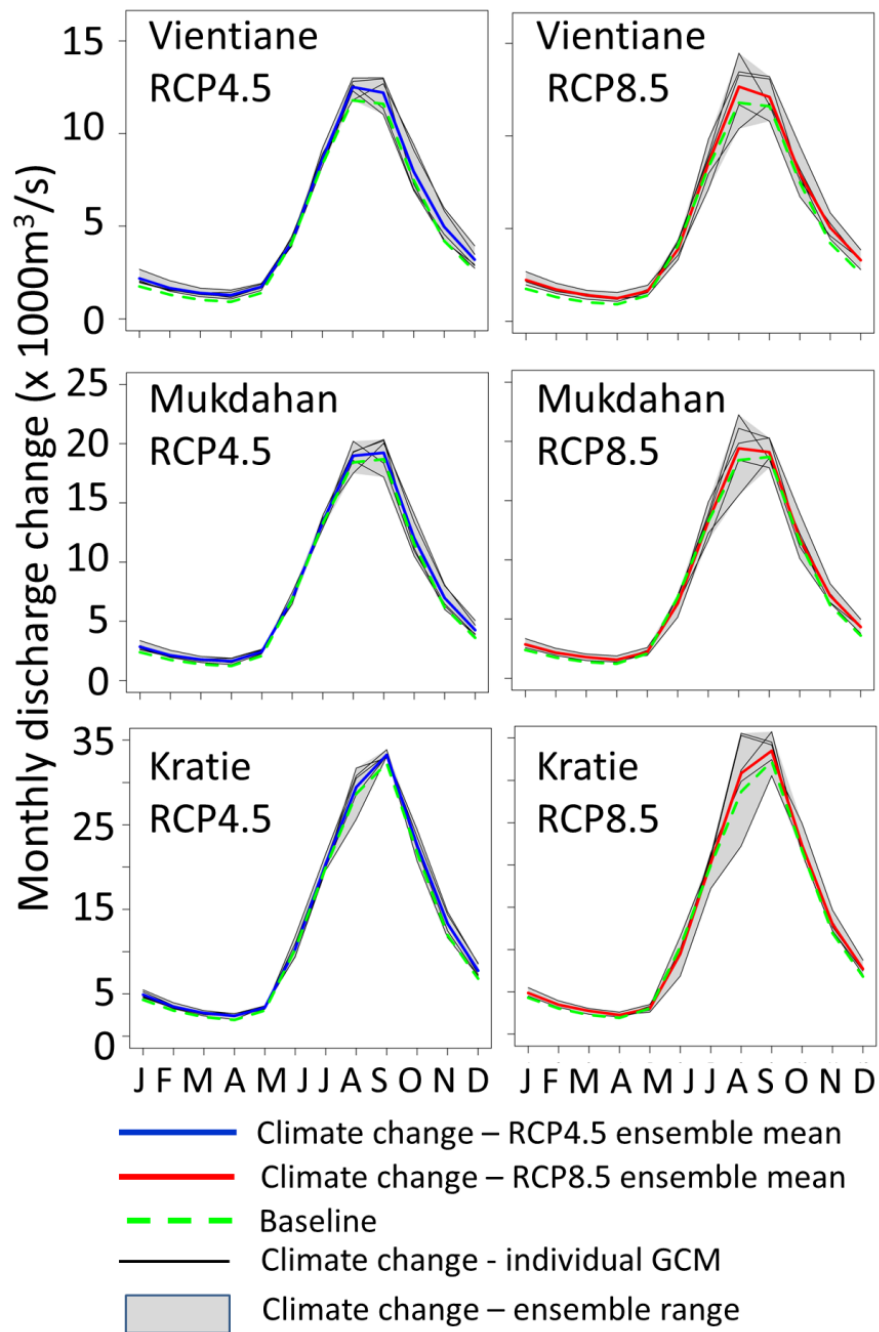 Monthly discharge change (x 1000m³/s)
Vientiane
RCP4.5
15
10
5
0
Vientiane
RCP8.5
Mukdahan
RCP4.5
25
20
15
10
5
0
Mukdahan
RCP8.5
Kratie
RCP4.5
35
25
15
5
0
J F M A M J J A S O N D
Kratie
RCP8.5
J F M A M J J A S O N D
Climate change – RCP4.5 ensemble mean
Climate change – RCP8.5 ensemble mean
Baseline
Climate change - individual GCM
Climate change – ensemble range